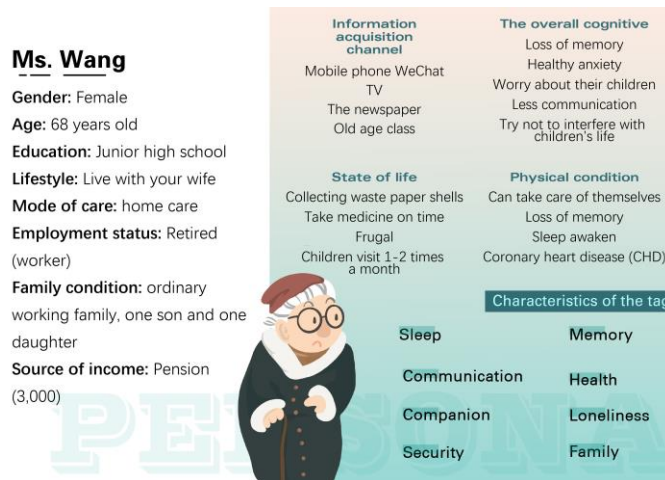 Ms. Wang
Gender: Female
Age: 68 years old
Education: Junior high school
Lifestyle: Live with your wife
Mode of care: home care
Employment status: Retired
(worker)
Family condition: ordinary
working family, one son and one
daughter
Source of income: Pension
(3,000)
Information
acquisition
channel
Mobile phone WeChat
TV
The newspaper
Old age class
The overall cognitive
Loss of memory
Healthy anxiety
Worry about their children
Less communication
Try not to interfere with
children's life
State of life
Collecting waste paper shells
Take medicine on time
Frugal
Children visit 1-2 times
a month
Physical condition
Can take care of themselves
Loss of memory
Sleep awaken
Coronary heart disease (CHD)
Characteristics of the tag
Sleep
Memory
Communication
Health
Companion
Loneliness
Security
Family
PERSONA